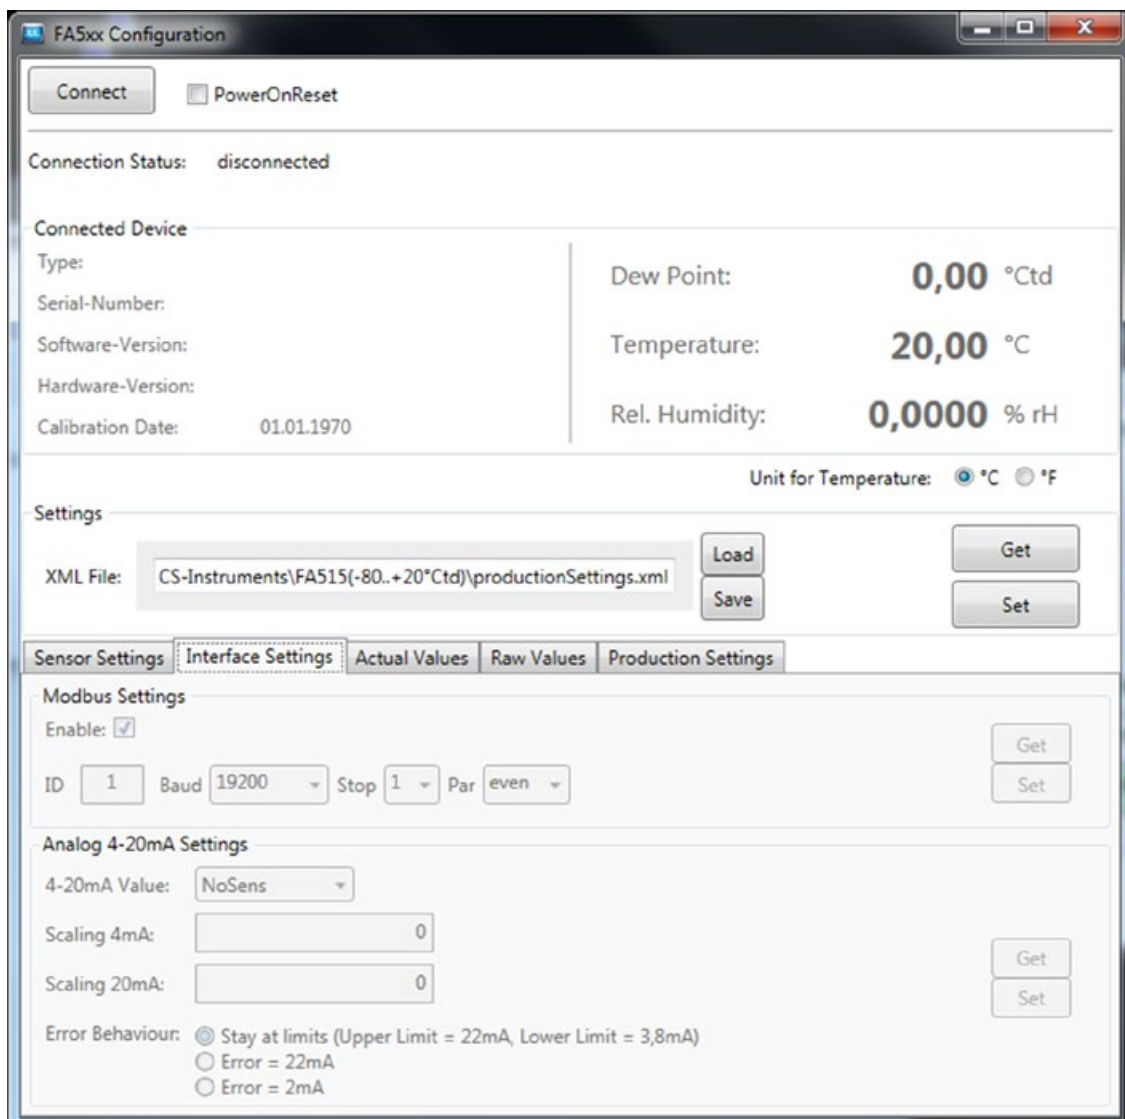 FA5xx Configuration
Connect PowerOnReset
Connection Status: disconnected
Connected Device
Type:
Serial-Number:
Software-Version:
Hardware-Version:
Calibration Date: 01.01.1970
Dew Point: 0,00 °Ctd
Temperature: 20,00 °C
Rel. Humidity: 0,0000 % rH
Unit for Temperature: °C °F
Settings
XML File: CS-Instruments\FA515(-80..+20°Ctd)\productionSettings.xml
Load
Save
Get
Set
Sensor Settings Interface Settings Actual Values Raw Values Production Settings
Modbus Settings
Enable:
ID 1 Baud 19200 Stop 1 Par even
Get
Set
Analog 4-20mA Settings
4-20mA Value: NoSens
Scaling 4mA: 0
Scaling 20mA: 0
Get
Set
Error Behaviour: Stay at limits (Upper Limit = 22mA, Lower Limit = 3,8mA)
Error = 22mA
Error = 2mA